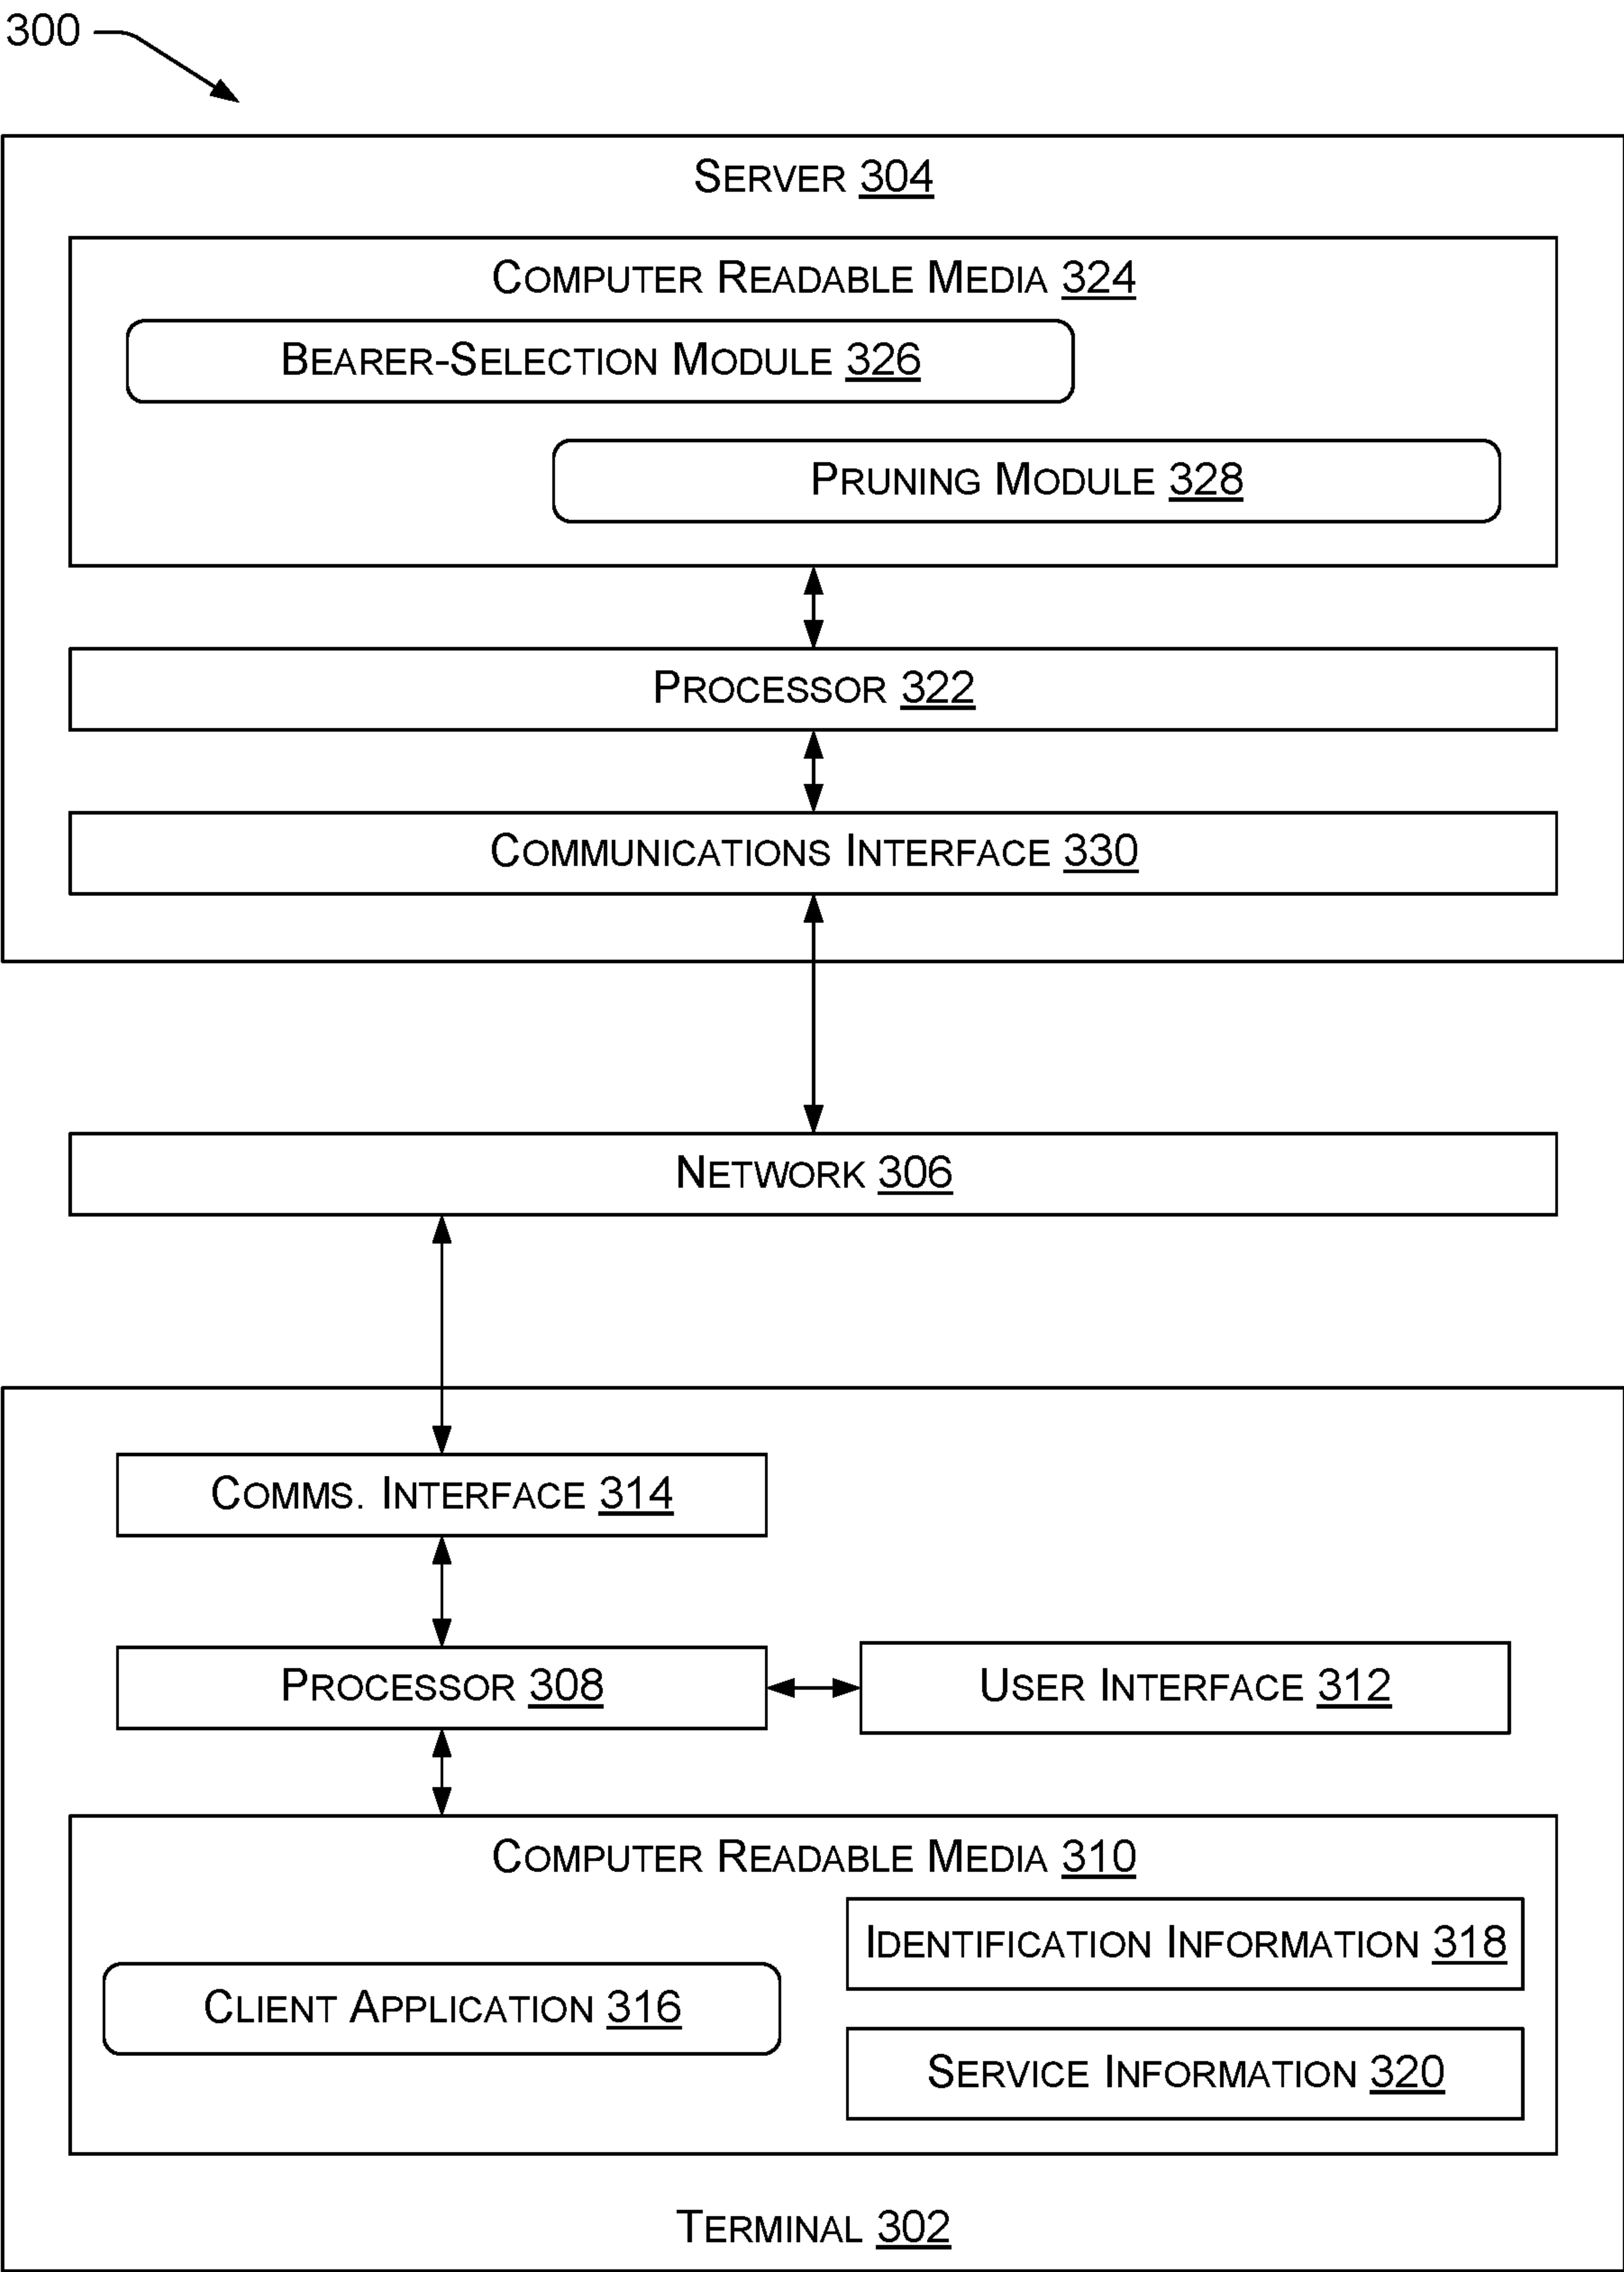 300
SERVER 304
COMPUTER READABLE MEDIA 324
BEARER-SELECTION MODULE 326
PRUNING MODULE 328
PROCESSOR 322
COMMUNICATIONS INTERFACE 330
NETWORK 306
COMMS. INTERFACE 314
PROCESSOR 308
USER INTERFACE 312
COMPUTER READABLE MEDIA 310
IDENTIFICATION INFORMATION 318
CLIENT APPLICATION 316
SERVICE INFORMATION 320
TERMINAL 302